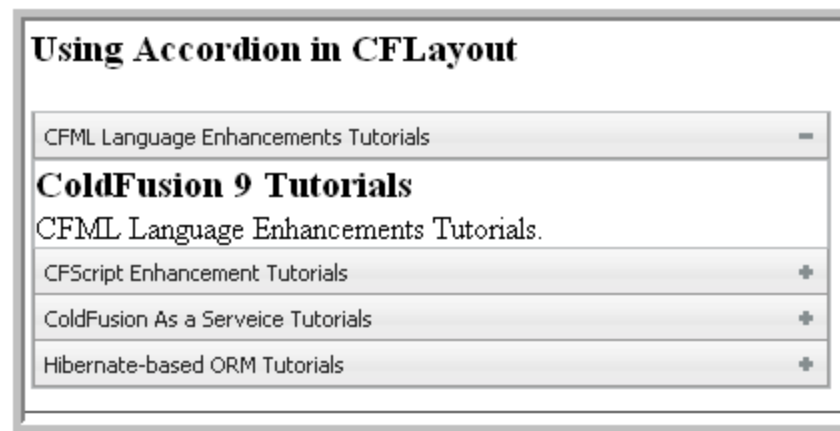 Using Accordion in CFLayout
CFML Language Enhancements Tutorials
ColdFusion 9 Tutorials
CFML Language Enhancements Tutorials.
CFScript Enhancement Tutorials
ColdFusion As a Serveice Tutorials
Hibernate-based ORM Tutorials